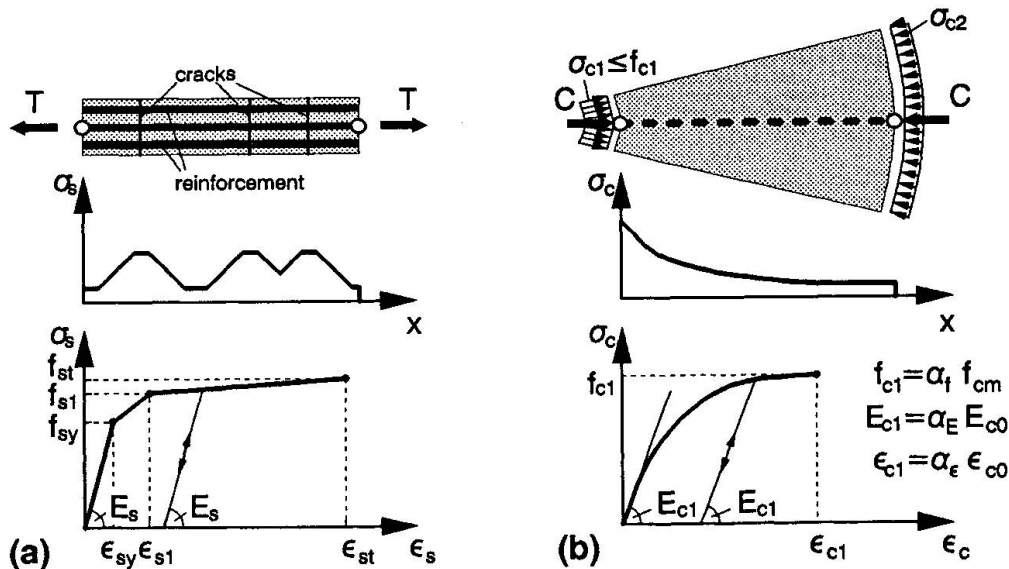 cracks
T T
reinforcement
σs
x
σs
fst
fs1
fsy
Es Es
ϵsy ϵs1 ϵst ϵs
(a)
σc2
σc1≤fc1
C C
σc
x
σc
fc1
fc1=αf fcm
Ec1=αE Ec0
ϵc1=αϵ ϵc0
Ec1 Ec1
ϵc1 ϵc
(b)